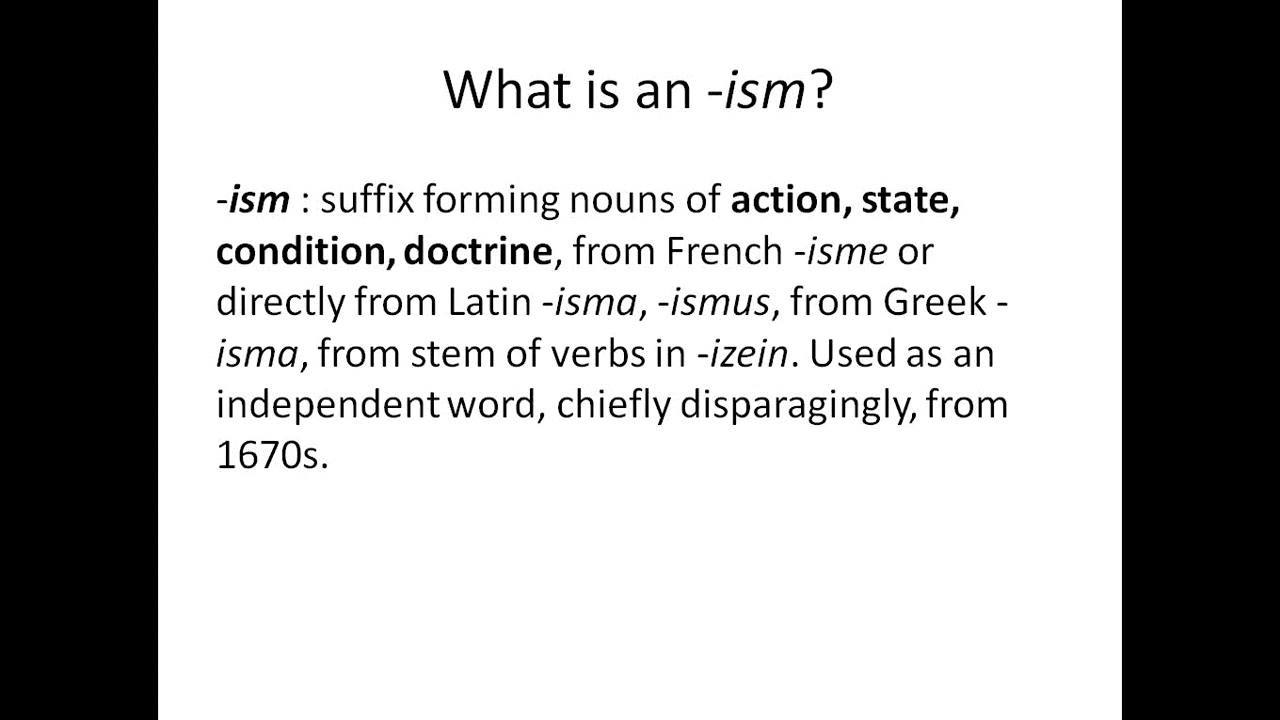 What is an -ism?
-ism : suffix forming nouns of action, state,
condition, doctrine, from French -isme or
directly from Latin -isma, -ismus, from Greek -
isma, from stem of verbs in -izein. Used as an
independent word, chiefly disparagingly, from
1670s.